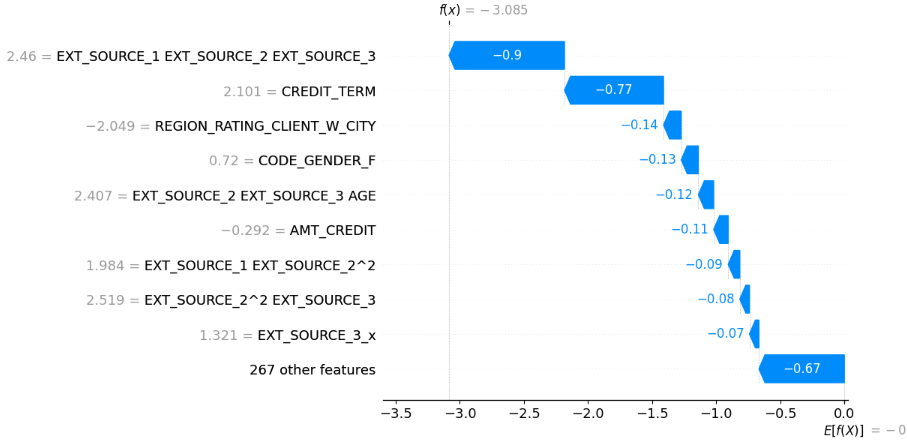 f(x) = −3.085
2.46 = EXT_SOURCE_1 EXT_SOURCE_2 EXT_SOURCE_3
−0.9
2.101 = CREDIT_TERM
−0.77
−2.049 = REGION_RATING_CLIENT_W_CITY
−0.14
0.72 = CODE_GENDER_F
−0.13
2.407 = EXT_SOURCE_2 EXT_SOURCE_3 AGE
−0.12
−0.292 = AMT_CREDIT
−0.11
1.984 = EXT_SOURCE_1 EXT_SOURCE_2^2
−0.09
2.519 = EXT_SOURCE_2^2 EXT_SOURCE_3
−0.08
1.321 = EXT_SOURCE_3_x
−0.07
267 other features
−0.67
−3.5 −3.0 −2.5 −2.0 −1.5 −1.0 −0.5 0.0
E[f(X)] = −0